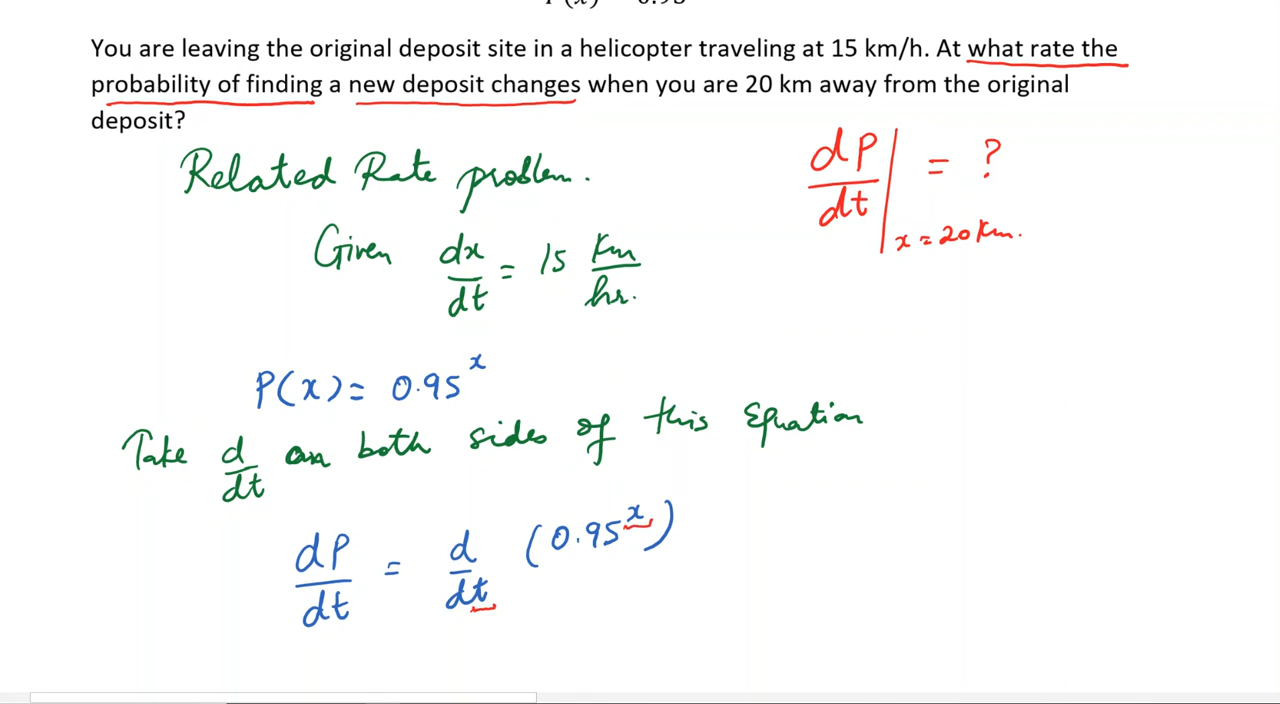 You are leaving the original deposit site in a helicopter traveling at 15 km/h. At what rate the
probability of finding a new deposit changes when you are 20 km away from the original
deposit?
Related Rate problem.
dP/dt | x = 20 Km. = ?
Given dx/dt = 15 Km/hr.
P(x) = 0.95^x
Take d/dt on both sides of this Equation
dP/dt = d/dt (0.95^x)